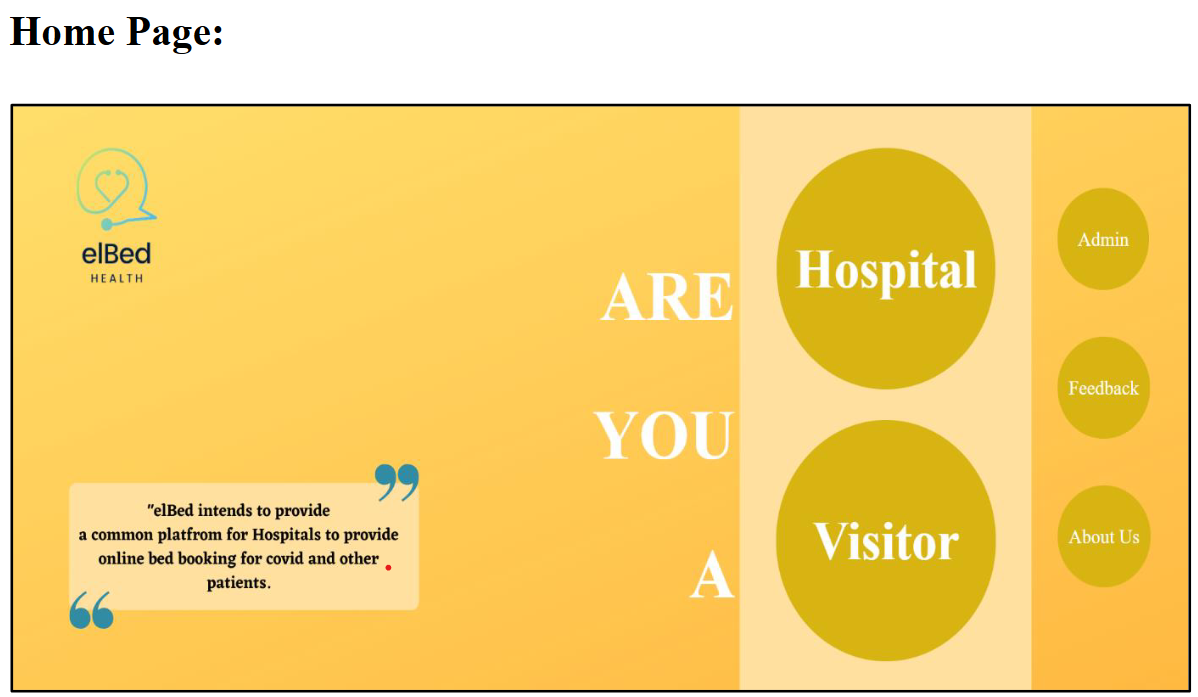 Home Page:
elBed
HEALTH
ARE
YOU
A
Hospital
Visitor
Admin
Feedback
About Us
"elBed intends to provide
a common platfrom for Hospitals to provide
online bed booking for covid and other
patients.